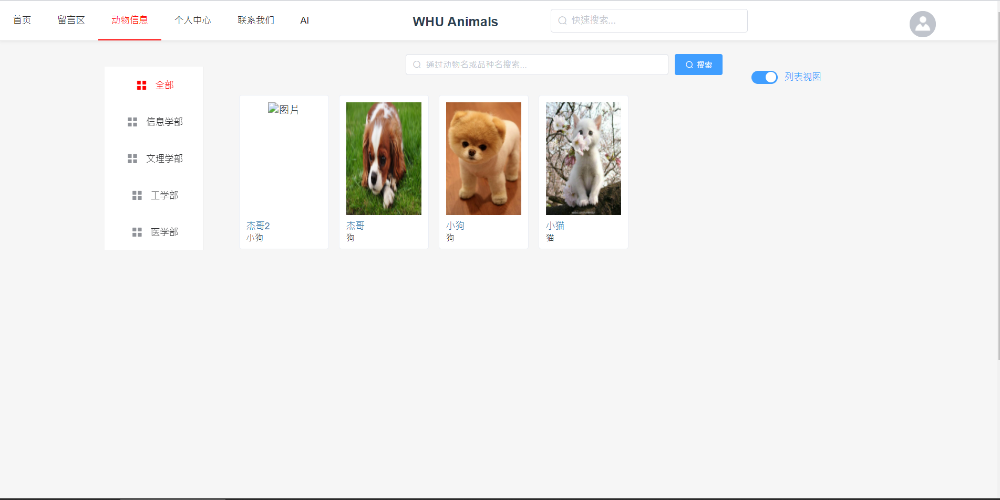 首页 留言区 动物信息 个人中心 联系我们 AI WHU Animals 快速搜索...
通过动物名或品种名搜索... 搜索
列表视图
全部
信息学部
文理学部
工学部
医学部
图片
杰哥2
小狗
杰哥
狗
小狗
狗
小猫
猫